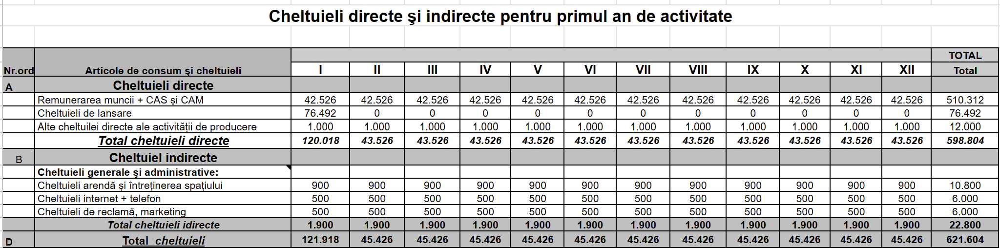 Cheltuieli directe şi indirecte pentru primul an de activitate
TOTAL
Nr.ord Articole de consum şi cheltuieli I II III IV V VI VII VIII IX X XI XII Total
A Cheltuieli directe
Remunerarea muncii + CAS și CAM 42.526 42.526 42.526 42.526 42.526 42.526 42.526 42.526 42.526 42.526 42.526 42.526 510.312
Cheltuieli de lansare 76.492 0 0 0 0 0 0 0 0 0 0 0 76.492
Alte cheltuilei directe ale activității de producere 1.000 1.000 1.000 1.000 1.000 1.000 1.000 1.000 1.000 1.000 1.000 1.000 12.000
Total cheltuieli directe 120.018 43.526 43.526 43.526 43.526 43.526 43.526 43.526 43.526 43.526 43.526 43.526 598.804
B Cheltuiel indirecte
Cheltuieli generale şi administrative:
Cheltuieli arendă și întreținerea spațiului 900 900 900 900 900 900 900 900 900 900 900 900 10.800
Cheltuieli internet + telefon 500 500 500 500 500 500 500 500 500 500 500 500 6.000
Cheltuieli de reclamă, marketing 500 500 500 500 500 500 500 500 500 500 500 500 6.000
Total cheltuieli idirecte 1.900 1.900 1.900 1.900 1.900 1.900 1.900 1.900 1.900 1.900 1.900 1.900 22.800
D Total cheltuieli 121.918 45.426 45.426 45.426 45.426 45.426 45.426 45.426 45.426 45.426 45.426 45.426 621.604